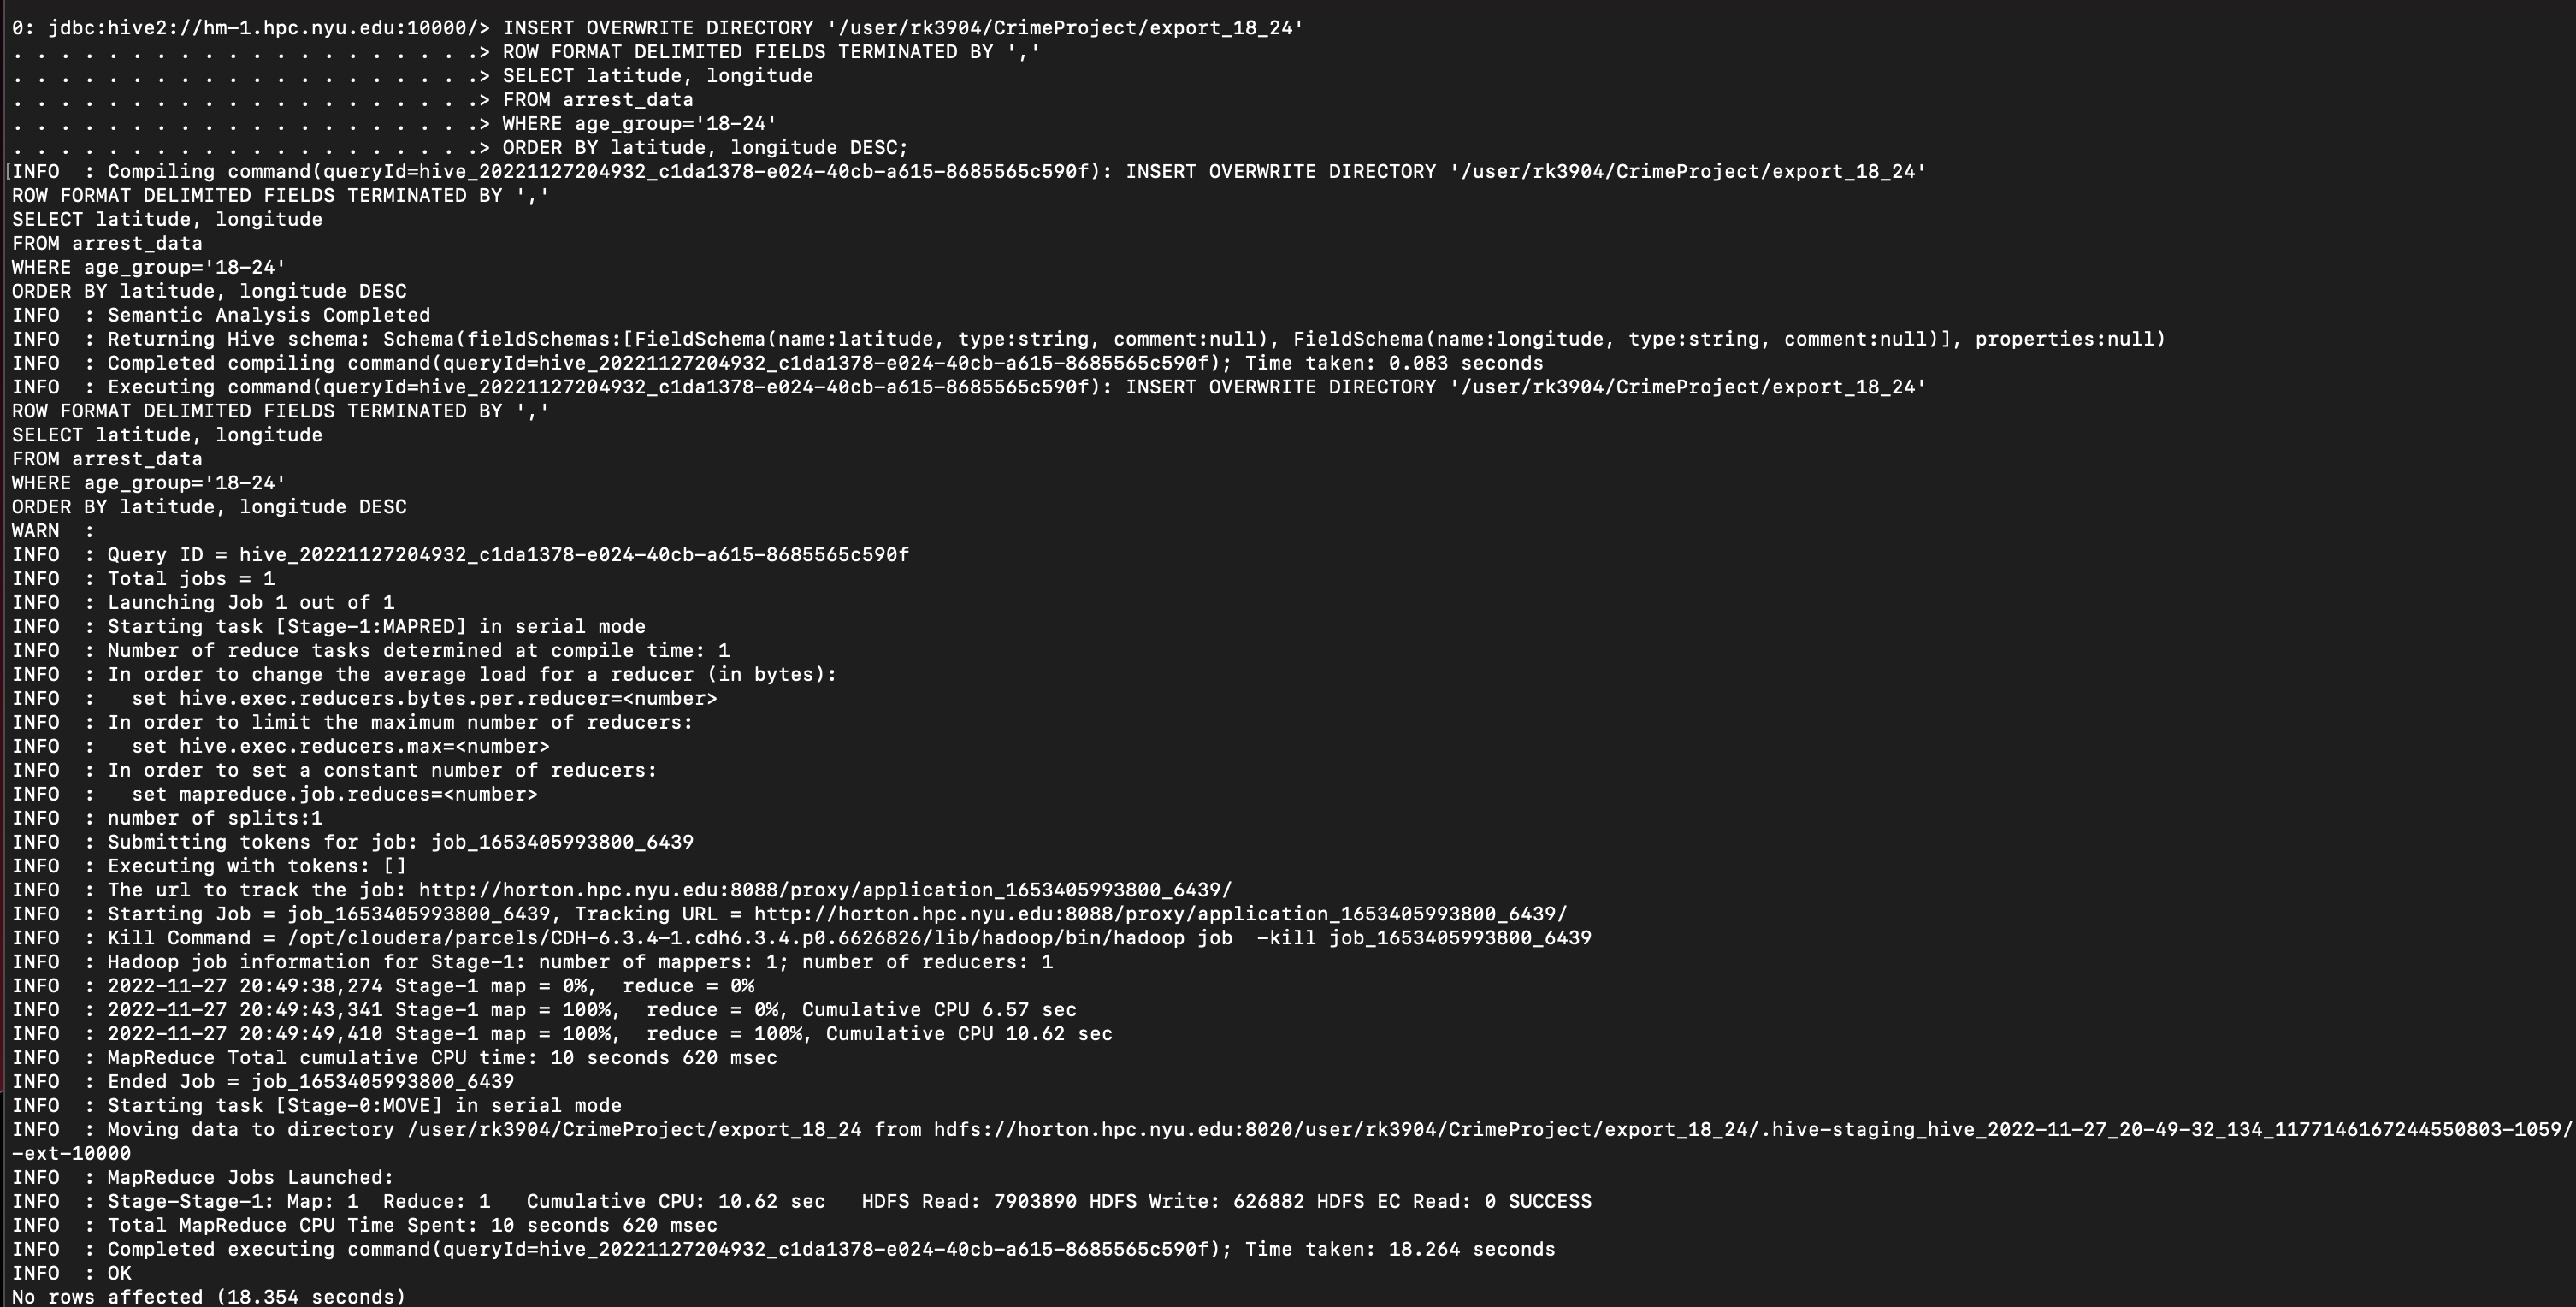 0: jdbc:hive2://hm-1.hpc.nyu.edu:10000/> INSERT OVERWRITE DIRECTORY '/user/rk3904/CrimeProject/export_18_24'
. . . . . . . . . . . . . . . . . . . .> ROW FORMAT DELIMITED FIELDS TERMINATED BY ','
. . . . . . . . . . . . . . . . . . . .> SELECT latitude, longitude
. . . . . . . . . . . . . . . . . . . .> FROM arrest_data
. . . . . . . . . . . . . . . . . . . .> WHERE age_group='18-24'
. . . . . . . . . . . . . . . . . . . .> ORDER BY latitude, longitude DESC;
[INFO  : Compiling command(queryId=hive_20221127204932_c1da1378-e024-40cb-a615-8685565c590f): INSERT OVERWRITE DIRECTORY '/user/rk3904/CrimeProject/export_18_24'
ROW FORMAT DELIMITED FIELDS TERMINATED BY ','
SELECT latitude, longitude
FROM arrest_data
WHERE age_group='18-24'
ORDER BY latitude, longitude DESC
INFO  : Semantic Analysis Completed
INFO  : Returning Hive schema: Schema(fieldSchemas:[FieldSchema(name:latitude, type:string, comment:null), FieldSchema(name:longitude, type:string, comment:null)], properties:null)
INFO  : Completed compiling command(queryId=hive_20221127204932_c1da1378-e024-40cb-a615-8685565c590f); Time taken: 0.083 seconds
INFO  : Executing command(queryId=hive_20221127204932_c1da1378-e024-40cb-a615-8685565c590f): INSERT OVERWRITE DIRECTORY '/user/rk3904/CrimeProject/export_18_24'
ROW FORMAT DELIMITED FIELDS TERMINATED BY ','
SELECT latitude, longitude
FROM arrest_data
WHERE age_group='18-24'
ORDER BY latitude, longitude DESC
WARN  :
INFO  : Query ID = hive_20221127204932_c1da1378-e024-40cb-a615-8685565c590f
INFO  : Total jobs = 1
INFO  : Launching Job 1 out of 1
INFO  : Starting task [Stage-1:MAPRED] in serial mode
INFO  : Number of reduce tasks determined at compile time: 1
INFO  : In order to change the average load for a reducer (in bytes):
INFO  :   set hive.exec.reducers.bytes.per.reducer=<number>
INFO  : In order to limit the maximum number of reducers:
INFO  :   set hive.exec.reducers.max=<number>
INFO  : In order to set a constant number of reducers:
INFO  :   set mapreduce.job.reduces=<number>
INFO  : number of splits:1
INFO  : Submitting tokens for job: job_1653405993800_6439
INFO  : Executing with tokens: []
INFO  : The url to track the job: http://horton.hpc.nyu.edu:8088/proxy/application_1653405993800_6439/
INFO  : Starting Job = job_1653405993800_6439, Tracking URL = http://horton.hpc.nyu.edu:8088/proxy/application_1653405993800_6439/
INFO  : Kill Command = /opt/cloudera/parcels/CDH-6.3.4-1.cdh6.3.4.p0.6626826/lib/hadoop/bin/hadoop job  -kill job_1653405993800_6439
INFO  : Hadoop job information for Stage-1: number of mappers: 1; number of reducers: 1
INFO  : 2022-11-27 20:49:38,274 Stage-1 map = 0%,  reduce = 0%
INFO  : 2022-11-27 20:49:43,341 Stage-1 map = 100%,  reduce = 0%, Cumulative CPU 6.57 sec
INFO  : 2022-11-27 20:49:49,410 Stage-1 map = 100%,  reduce = 100%, Cumulative CPU 10.62 sec
INFO  : MapReduce Total cumulative CPU time: 10 seconds 620 msec
INFO  : Ended Job = job_1653405993800_6439
INFO  : Starting task [Stage-0:MOVE] in serial mode
INFO  : Moving data to directory /user/rk3904/CrimeProject/export_18_24 from hdfs://horton.hpc.nyu.edu:8020/user/rk3904/CrimeProject/export_18_24/.hive-staging_hive_2022-11-27_20-49-32_134_1177146167244550803-1059/
-ext-10000
INFO  : MapReduce Jobs Launched:
INFO  : Stage-Stage-1: Map: 1  Reduce: 1   Cumulative CPU: 10.62 sec   HDFS Read: 7903890 HDFS Write: 626882 HDFS EC Read: 0 SUCCESS
INFO  : Total MapReduce CPU Time Spent: 10 seconds 620 msec
INFO  : Completed executing command(queryId=hive_20221127204932_c1da1378-e024-40cb-a615-8685565c590f); Time taken: 18.264 seconds
INFO  : OK
No rows affected (18.354 seconds)